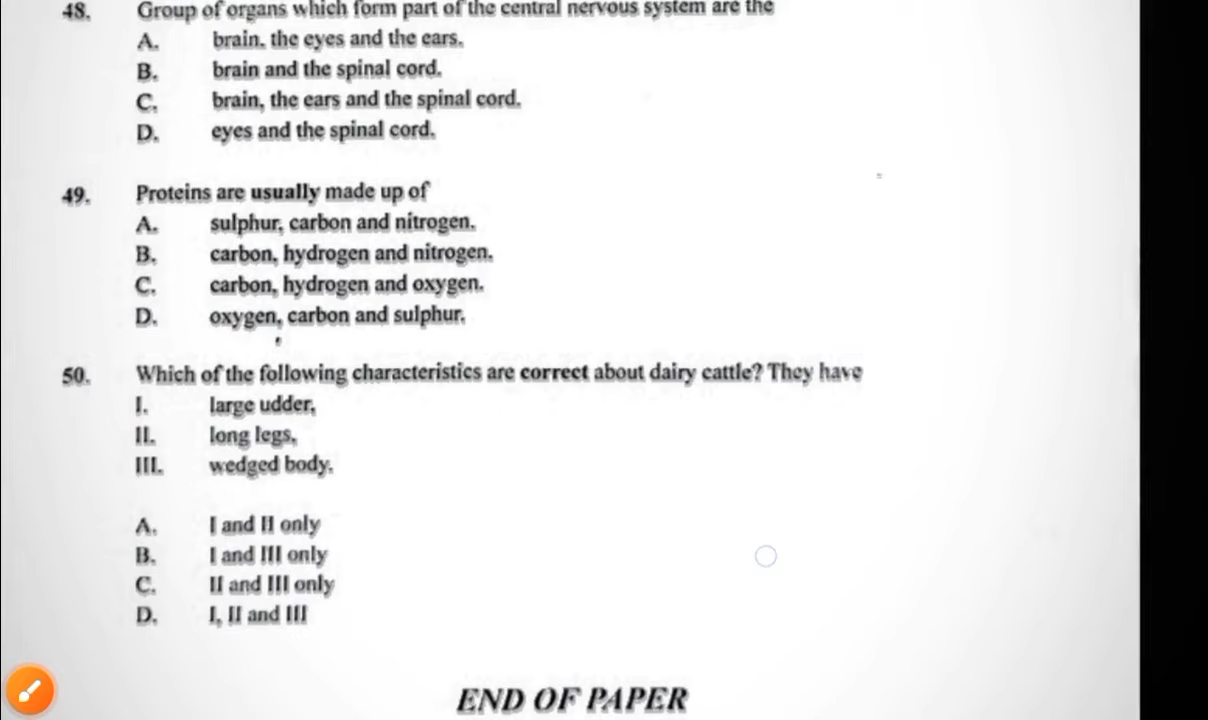 48. Group of organs which form part of the central nervous system are the
A. brain, the eyes and the ears.
B. brain and the spinal cord.
C. brain, the ears and the spinal cord.
D. eyes and the spinal cord.
49. Proteins are usually made up of
A. sulphur, carbon and nitrogen.
B. carbon, hydrogen and nitrogen.
C. carbon, hydrogen and oxygen.
D. oxygen, carbon and sulphur.
50. Which of the following characteristics are correct about dairy cattle? They have
I. large udder,
II. long legs,
III. wedged body.
A. I and II only
B. I and III only
C. II and III only
D. I, II and III
END OF PAPER